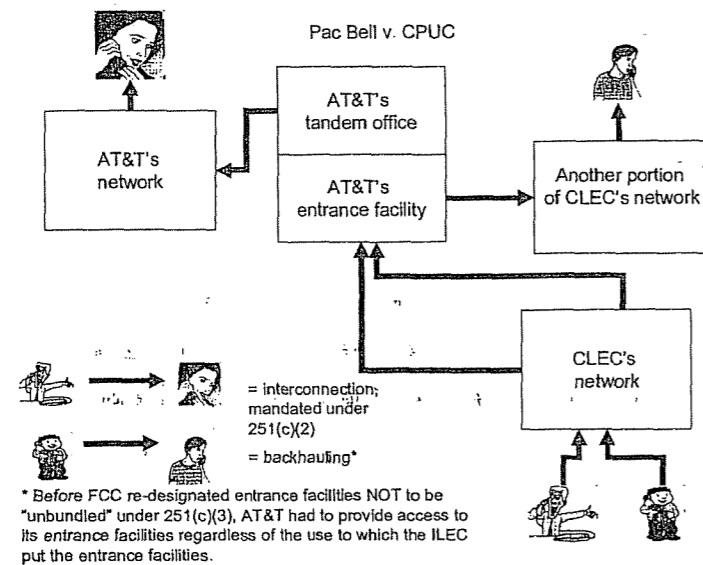 Pac Bell v. CPUC
AT&T's
tandem office
AT&T's
network
AT&T's
entrance facility
Another portion
of CLEC's network
CLEC's
network
= interconnection;
mandated under
251(c)(2)
= backhauling*
* Before FCC re-designated entrance facilities NOT to be
"unbundled" under 251(c)(3), AT&T had to provide access to
its entrance facilities regardless of the use to which the ILEC
put the entrance facilities.